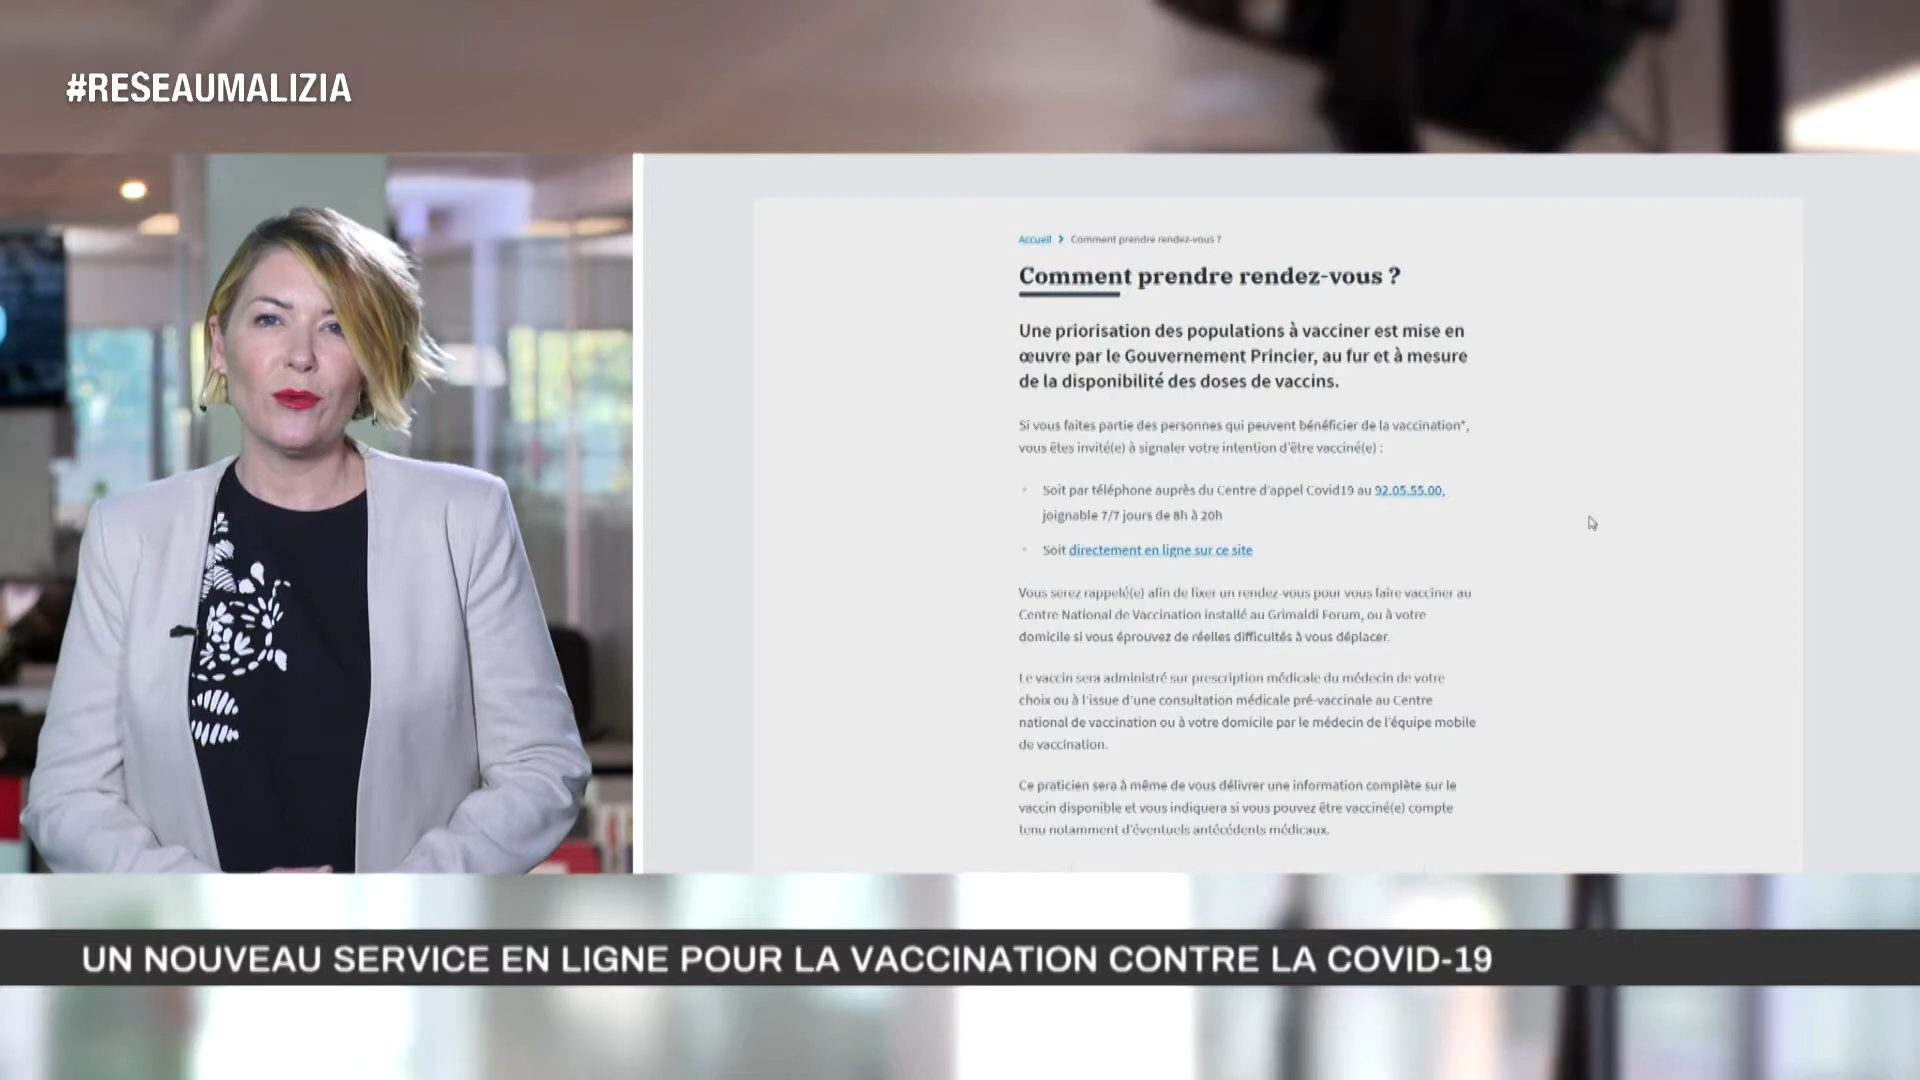 #RESEAUMALIZIA
Accueil > Comment prendre rendez-vous ?
Comment prendre rendez-vous ?
Une priorisation des populations à vacciner est mise en
œuvre par le Gouvernement Princier, au fur et à mesure
de la disponibilité des doses de vaccins.
Si vous faites partie des personnes qui peuvent bénéficier de la vaccination*,
vous êtes invité(e) à signaler votre intention d'être vacciné(e) :
Soit par téléphone auprès du Centre d'appel Covid19 au 92.05.55.00,
joignable 7/7 jours de 8h à 20h
Soit directement en ligne sur ce site
Vous serez rappelé(e) afin de fixer un rendez-vous pour vous faire vacciner au
Centre National de Vaccination installé au Grimaldi Forum, ou à votre
domicile si vous éprouvez de réelles difficultés à vous déplacer.
Le vaccin sera administré sur prescription médicale du médecin de votre
choix ou à l'issue d'une consultation médicale pré-vaccinale au Centre
national de vaccination ou à votre domicile par le médecin de l'équipe mobile
de vaccination.
Ce praticien sera à même de vous délivrer une information complète sur le
vaccin disponible et vous indiquera si vous pouvez être vacciné(e) compte
tenu notamment d'éventuels antécédents médicaux.
UN NOUVEAU SERVICE EN LIGNE POUR LA VACCINATION CONTRE LA COVID-19